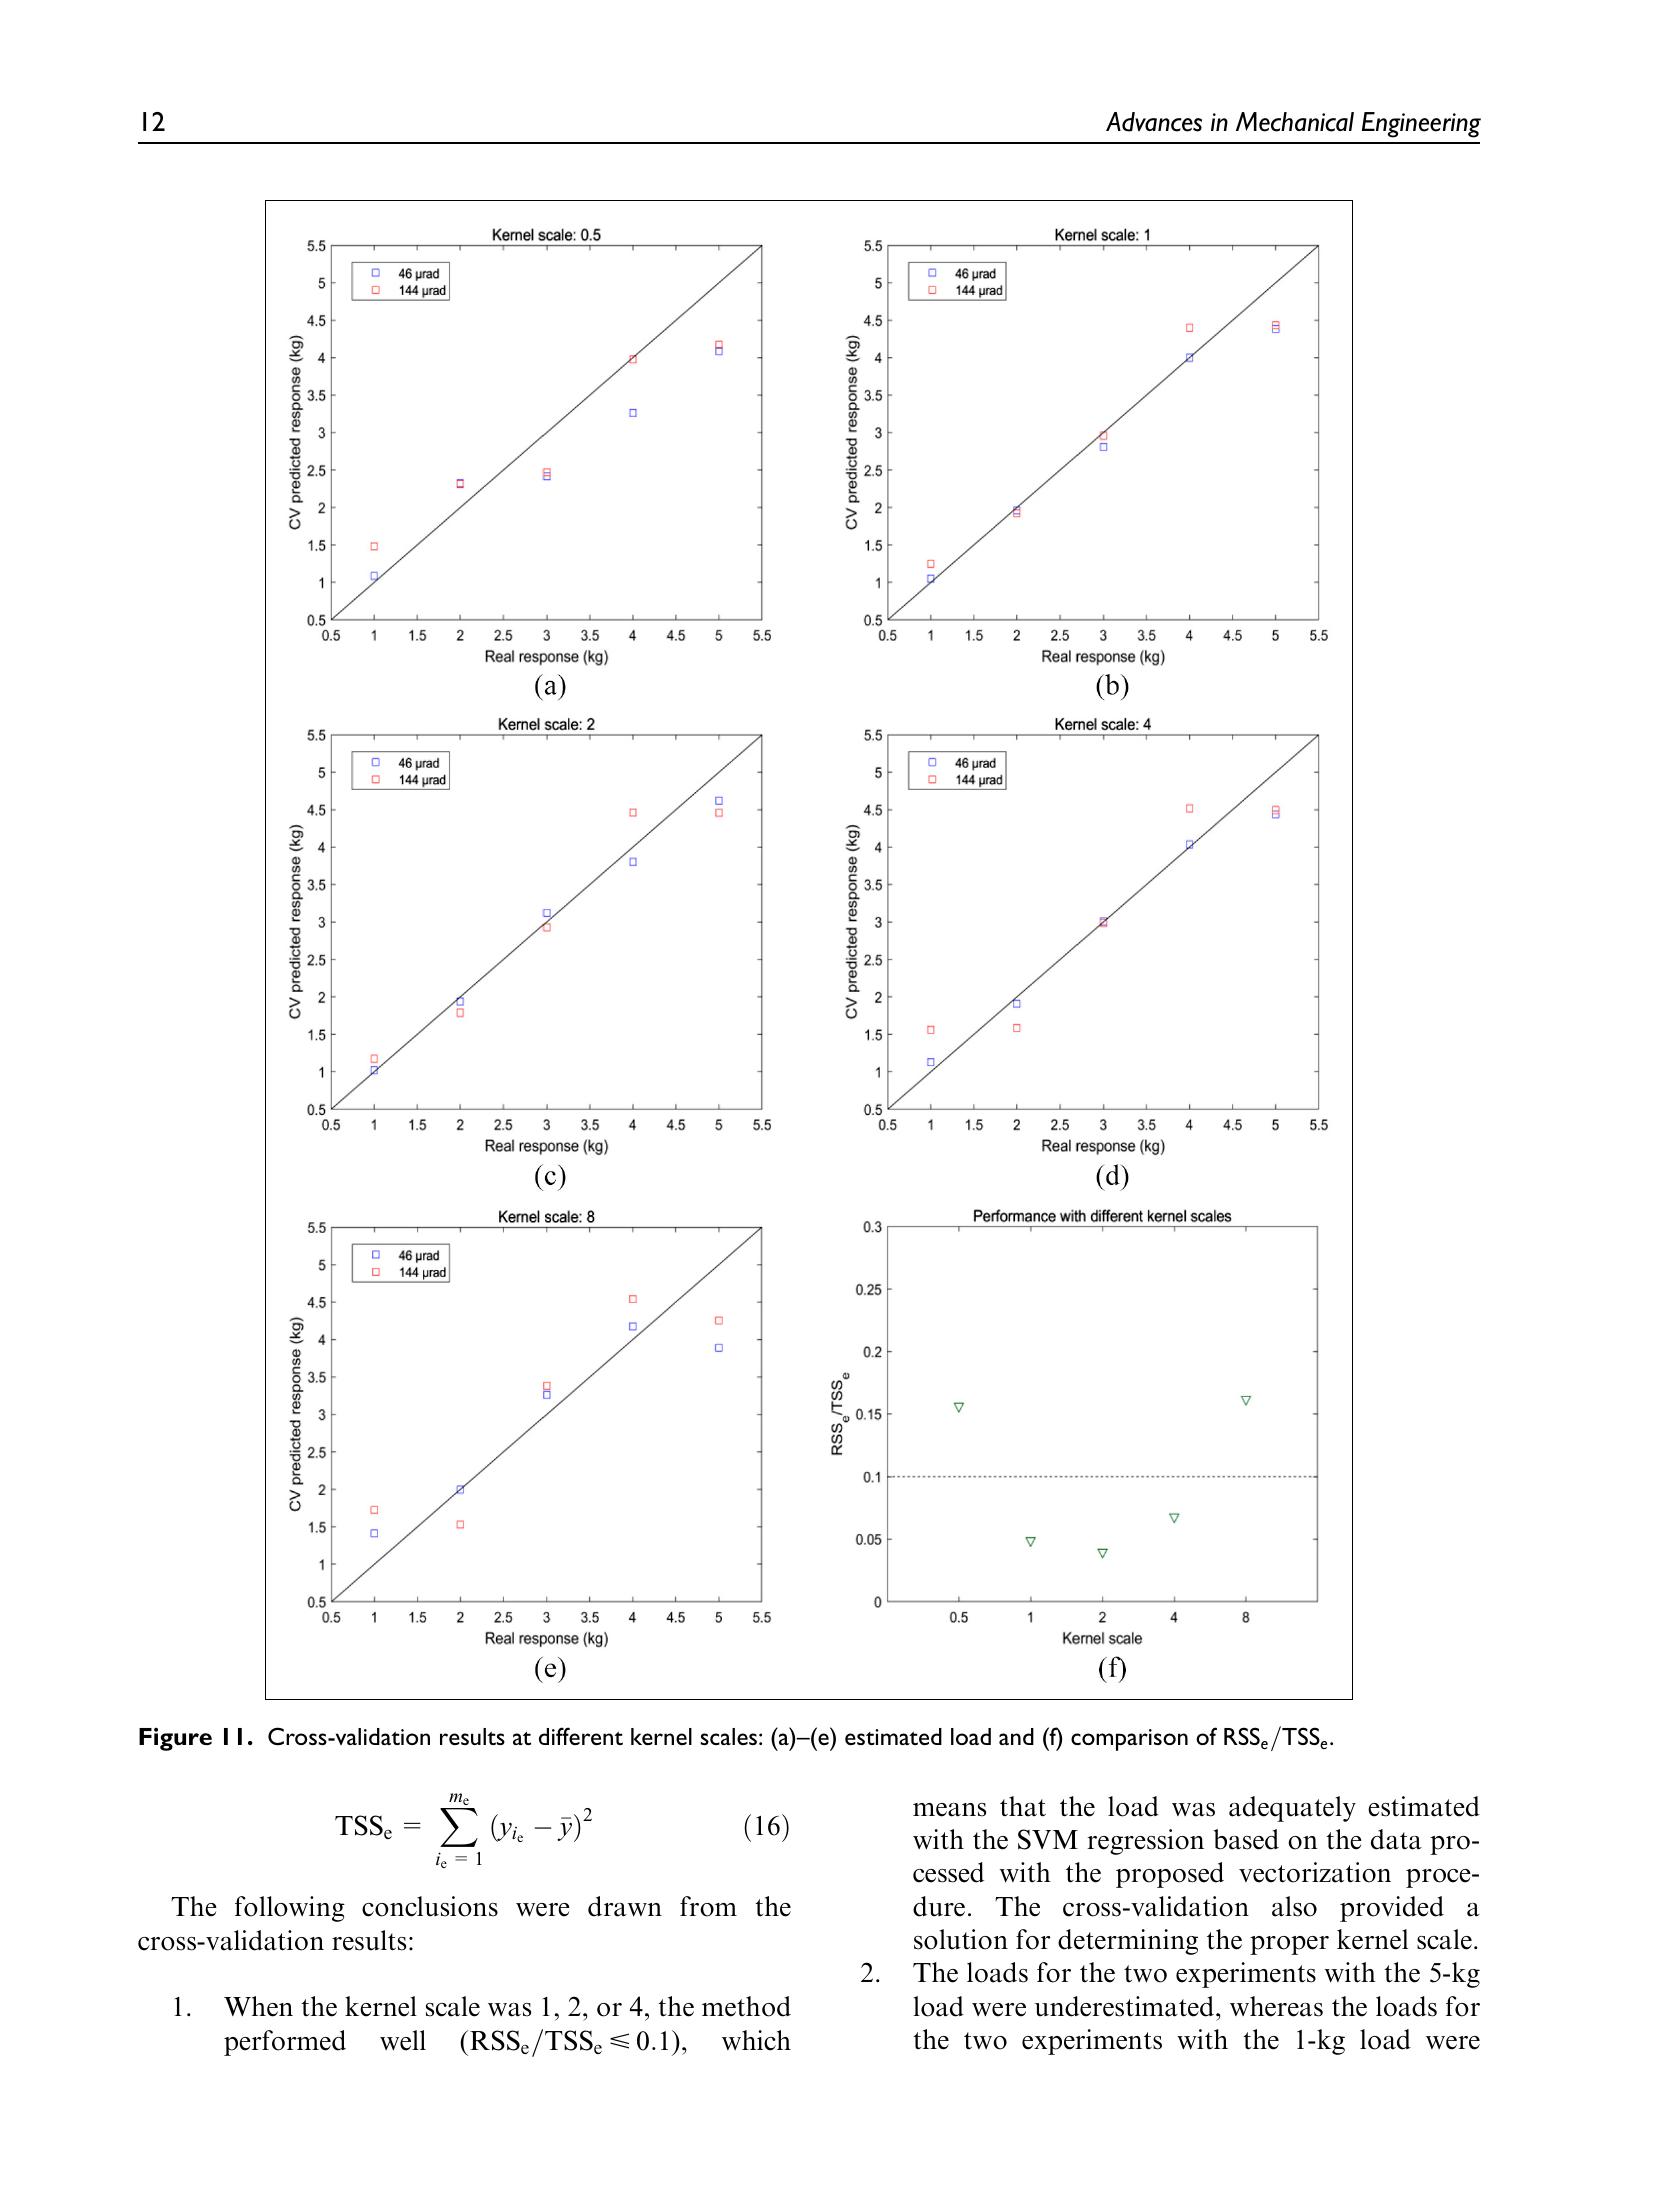 12
Advances in Mechanical Engineering
Kernel scale: 0.5
5.5
5
4.5
4
3.5
3
2.5
2
1.5
1
0.5
CV predicted response (kg)
46 µrad
144 µrad
0.5 1 1.5 2 2.5 3 3.5 4 4.5 5 5.5
Real response (kg)
(a)
Kernel scale: 1
5.5
5
4.5
4
3.5
3
2.5
2
1.5
1
0.5
CV predicted response (kg)
46 µrad
144 µrad
0.5 1 1.5 2 2.5 3 3.5 4 4.5 5 5.5
Real response (kg)
(b)
Kernel scale: 2
5.5
5
4.5
4
3.5
3
2.5
2
1.5
1
0.5
CV predicted response (kg)
46 µrad
144 µrad
0.5 1 1.5 2 2.5 3 3.5 4 4.5 5 5.5
Real response (kg)
(c)
Kernel scale: 4
5.5
5
4.5
4
3.5
3
2.5
2
1.5
1
0.5
CV predicted response (kg)
46 µrad
144 µrad
0.5 1 1.5 2 2.5 3 3.5 4 4.5 5 5.5
Real response (kg)
(d)
Kernel scale: 8
5.5
5
4.5
4
3.5
3
2.5
2
1.5
1
0.5
CV predicted response (kg)
46 µrad
144 µrad
0.5 1 1.5 2 2.5 3 3.5 4 4.5 5 5.5
Real response (kg)
(e)
Performance with different kernel scales
0.3
0.25
0.2
0.15
0.1
0.05
0
RSSₑ/TSSₑ
0.5 1 2 4 8
Kernel scale
(f)
Figure 11. Cross-validation results at different kernel scales: (a)–(e) estimated load and (f) comparison of RSSₑ/TSSₑ.
TSSₑ = ∑_{iₑ = 1}^{mₑ} (y_{iₑ} − ȳ)² (16)
The following conclusions were drawn from the
cross-validation results:
1. When the kernel scale was 1, 2, or 4, the method
performed well (RSSₑ/TSSₑ ⩽ 0.1), which
means that the load was adequately estimated
with the SVM regression based on the data pro-
cessed with the proposed vectorization proce-
dure. The cross-validation also provided a
solution for determining the proper kernel scale.
2. The loads for the two experiments with the 5-kg
load were underestimated, whereas the loads for
the two experiments with the 1-kg load were